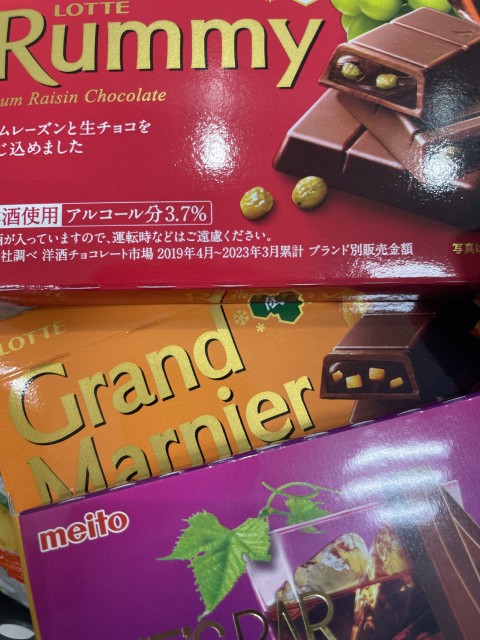 LOTTE
Rummy
um Raisin Chocolate
ムレーズンと生チョコを
じ込めました
酒使用 アルコール分3.7%
が入っていますので、運転時などはご遠慮ください。
社調べ 洋酒チョコレート市場 2019年4月~2023年3月累計 ブランド別販売金額
写真は
LOTTE
Grand
Marnier
meito